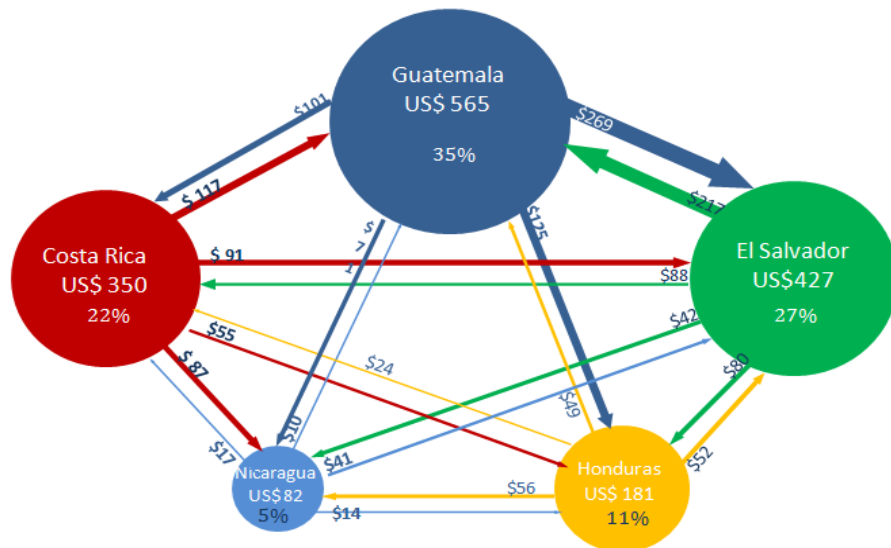 Guatemala
US$ 565
35%
$101
$269
$ 117
$217
$71
$125
Costa Rica
US$ 350
22%
$ 91
$88
El Salvador
US$427
27%
$42
$55
$ 87
$24
$80
$49
$10
$17
$41
$52
Nicaragua
US$82
5%
$56
$14
Honduras
US$ 181
11%